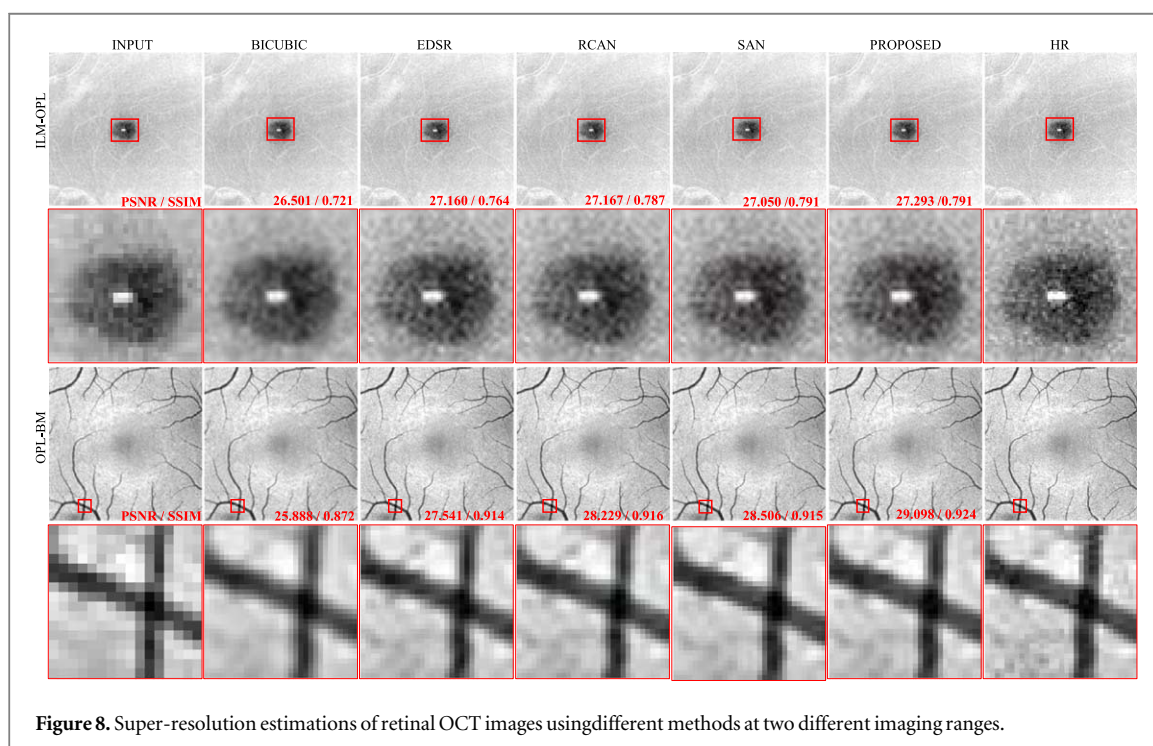 INPUT BICUBIC EDSR RCAN SAN PROPOSED HR
ILM-OPL
PSNR / SSIM 26.501 / 0.721 27.160 / 0.764 27.167 / 0.787 27.050 /0.791 27.293 / 0.791
OPL-BM
PSNR / SSIM 25.888 / 0.872 27.541 / 0.914 28.229 / 0.916 28.506 / 0.915 29.098 / 0.924
Figure 8. Super-resolution estimations of retinal OCT images usingdifferent methods at two different imaging ranges.